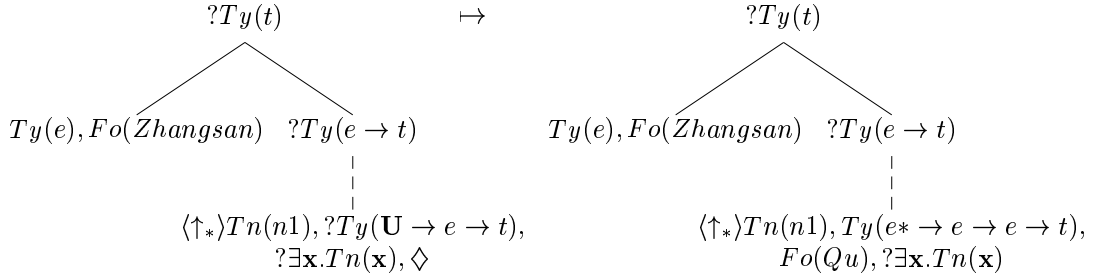 ?Ty(t) ↦ ?Ty(t)
Ty(e), Fo(Zhangsan) ?Ty(e → t) Ty(e), Fo(Zhangsan) ?Ty(e → t)
⟨↑*⟩Tn(n1), ?Ty(U → e → t), ⟨↑*⟩Tn(n1), Ty(e* → e → e → t),
?∃x.Tn(x), ◇ Fo(Qu), ?∃x.Tn(x)